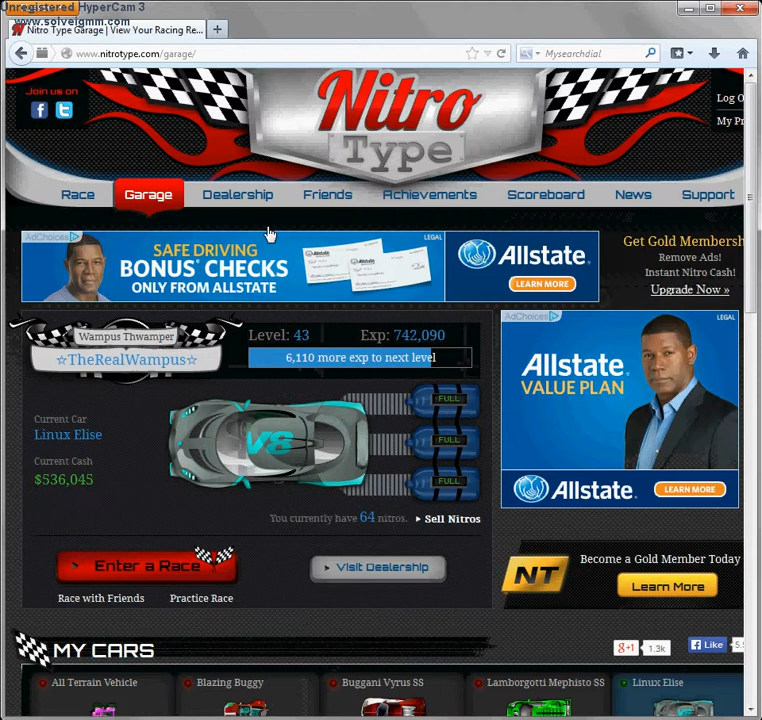 Unregistered HyperCam 3
www.solveigmm.com
Nitro Type Garage | View Your Racing Re...
www.nitrotype.com/garage/
Mysearchdial
Join us on
Nitro
Type
Log O
My Pr
Race
Garage
Dealership
Friends
Achievements
Scoreboard
News
Support
AdChoices
SAFE DRIVING
BONUS® CHECKS
ONLY FROM ALLSTATE
LEGAL
Allstate
LEARN MORE
Get Gold Membersh
Remove Ads!
Instant Nitro Cash!
Upgrade Now »
Wampus Thwamper
☆TheRealWampus☆
Level: 43
Exp: 742,090
6,110 more exp to next level
Current Car
Linux Elise
Current Cash
$536,045
V8
FULL
FULL
FULL
You currently have 64 nitros.
Sell Nitros
Enter a Race
Visit Dealership
Race with Friends
Practice Race
AdChoices
LEGAL
Allstate
VALUE PLAN
Allstate
LEARN MORE
NT
Become a Gold Member Today
Learn More
MY CARS
g+1
1.3k
Like
All Terrain Vehicle
Blazing Buggy
Buggani Vyrus SS
Lamborgotti Mephisto SS
Linux Elise